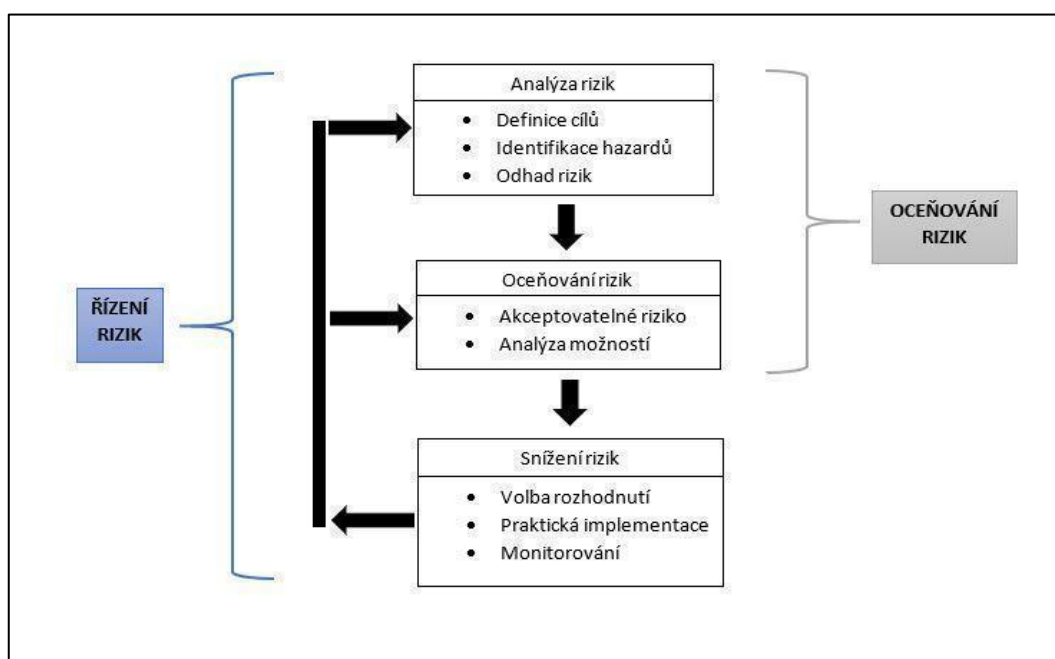 Analýza rizik
• Definice cílů
• Identifikace hazardů
• Odhad rizik
OCEŇOVÁNÍ
RIZIK
Oceňování rizik
• Akceptovatelné riziko
• Analýza možností
ŘÍZENÍ
RIZIK
Snížení rizik
• Volba rozhodnutí
• Praktická implementace
• Monitorování